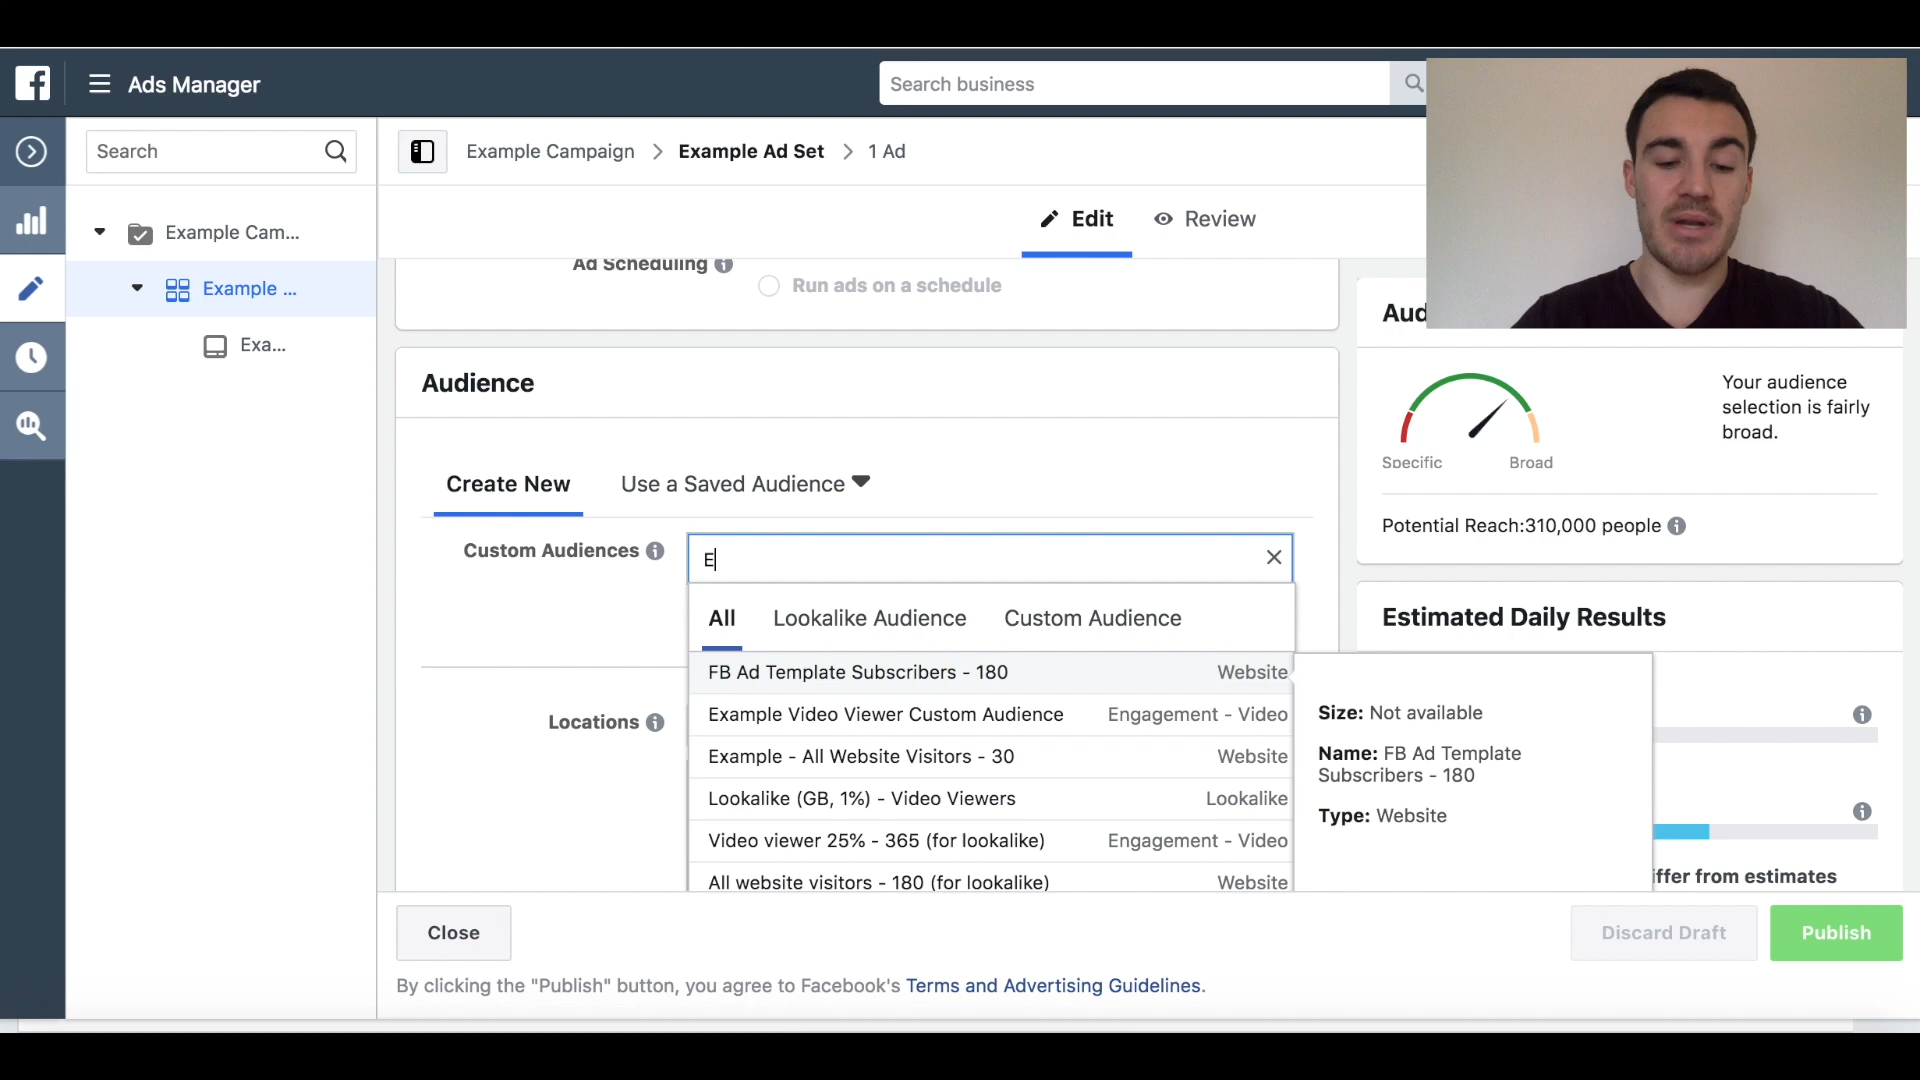 Ads Manager
Search business
Search
Example Campaign > Example Ad Set > 1 Ad
Edit
Review
Example Cam...
Example ...
Exa...
Ad Scheduling
Run ads on a schedule
Audience
Create New
Use a Saved Audience
Custom Audiences
E
All
Lookalike Audience
Custom Audience
FB Ad Template Subscribers - 180 Website
Example Video Viewer Custom Audience Engagement - Video
Example - All Website Visitors - 30 Website
Lookalike (GB, 1%) - Video Viewers Lookalike
Video viewer 25% - 365 (for lookalike) Engagement - Video
All website visitors - 180 (for lookalike) Website
Locations
Size: Not available
Name: FB Ad Template
Subscribers - 180
Type: Website
Aud
Your audience
selection is fairly
broad.
Specific
Broad
Potential Reach:310,000 people
Estimated Daily Results
iffer from estimates
Close
Discard Draft
Publish
By clicking the "Publish" button, you agree to Facebook's Terms and Advertising Guidelines.